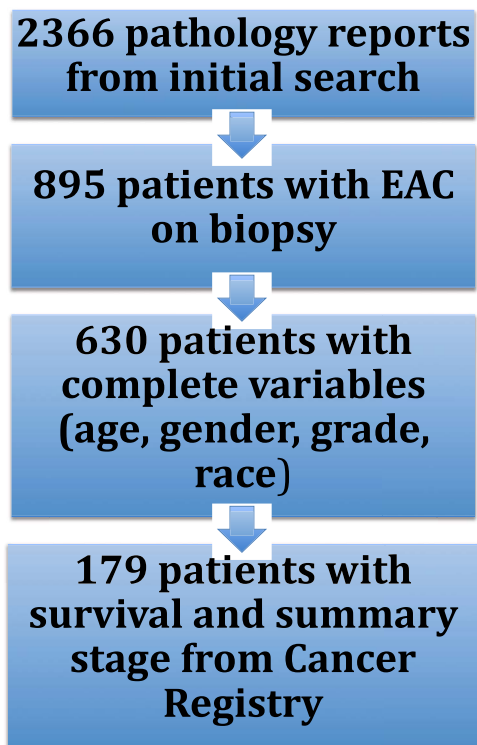 2366 pathology reports
from initial search
895 patients with EAC
on biopsy
630 patients with
complete variables
(age, gender, grade,
race)
179 patients with
survival and summary
stage from Cancer
Registry